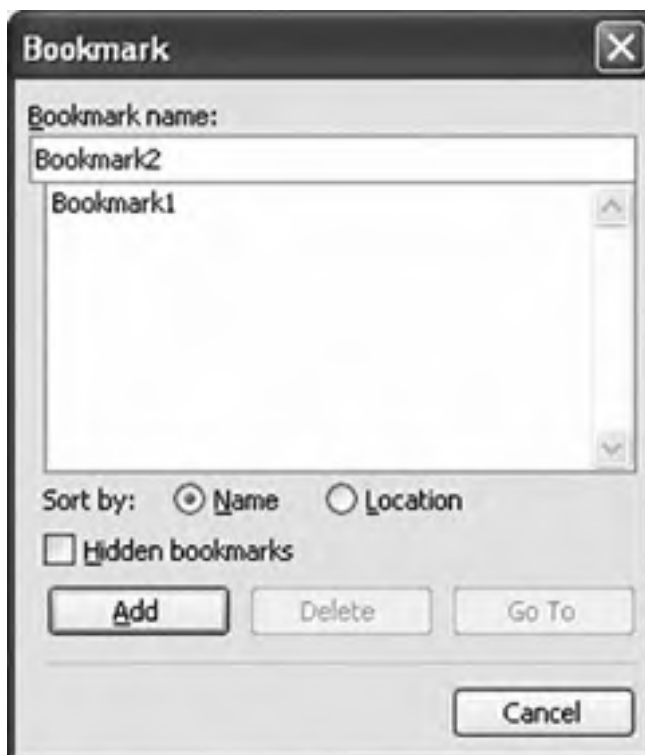 Bookmark
Bookmark name:
Bookmark2
Bookmark1
Sort by: Name Location
Hidden bookmarks
Add Delete Go To
Cancel